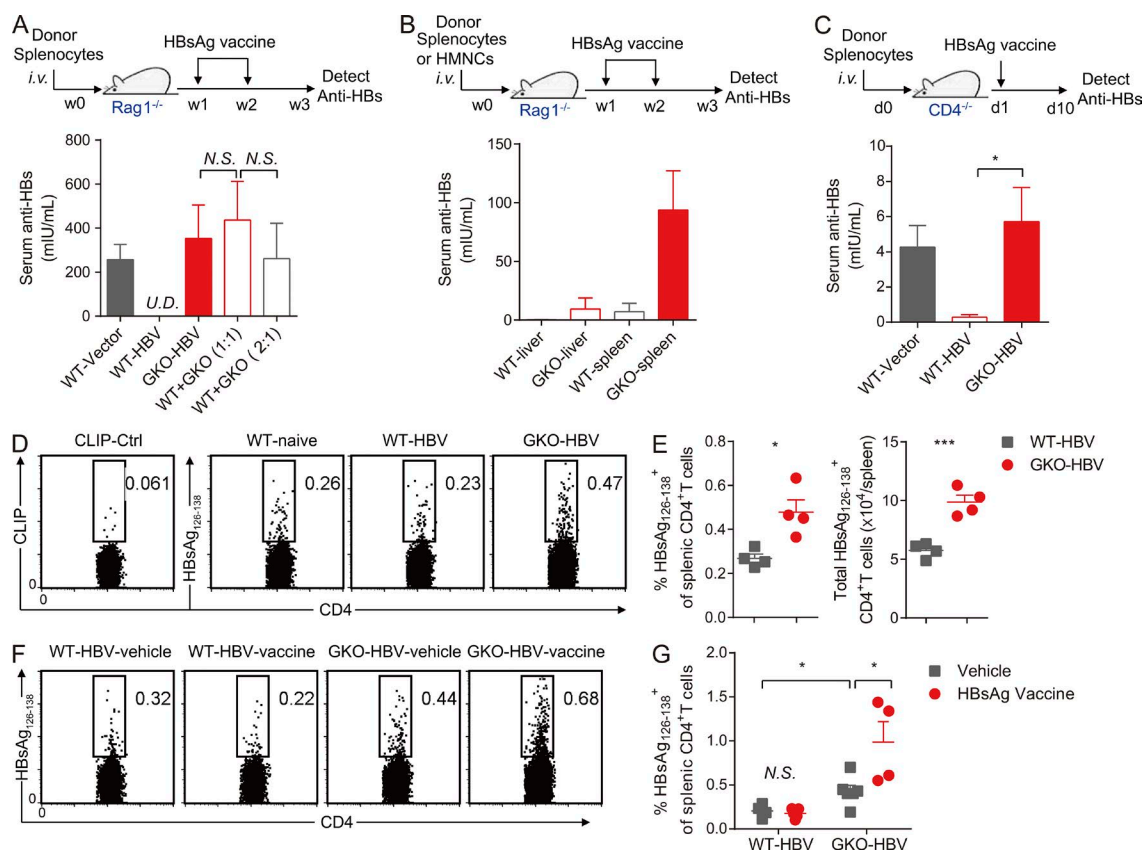 A
Donor
Splenocytes
i.v.
w0
Rag1-/-
HBsAg vaccine
w1
w2
w3
Detect
Anti-HBs
Serum anti-HBs
(mIU/mL)
800
600
400
200
0
N.S.
N.S.
U.D.
WT-Vector
WT-HBV
GKO-HBV
WT+GKO (1:1)
WT+GKO ( 2:1)
B
Donor
Splenocytes
or HMNCs
i.v.
w0
Rag1-/-
HBsAg vaccine
w1
w2
w3
Detect
Anti-HBs
Serum anti-HBs
(mIU/mL)
150
100
50
0
WT-liver
GKO-liver
WT-spleen
GKO-spleen
C
Donor
Splenocytes
i.v.
d0
CD4-/-
HBsAg vaccine
d1
d10
Detect
Anti-HBs
Serum anti-HBs
(mIU/mL)
6
4
2
0
*
WT-Vector
WT-HBV
GKO-HBV
D
CLIP-Ctrl
WT-naive
WT-HBV
GKO-HBV
CLIP
HBsAg126-138
0.061
0.26
0.23
0.47
0
0
CD4
E
% HBsAg126-138+
of splenic CD4+T cells
0.8
0.6
0.4
0.2
0.0
*
Total HBsAg126-138+
CD4+T cells (x104/spleen)
15
10
5
0
***
WT-HBV
GKO-HBV
F
WT-HBV-vehicle
WT-HBV-vaccine
GKO-HBV-vehicle
GKO-HBV-vaccine
HBsAg126-138
0.32
0.22
0.44
0.68
0
0
CD4
G
% HBsAg126-138+
of splenic CD4+T cells
2.0
1.5
1.0
0.5
0.0
*
*
N.S.
Vehicle
HBsAg Vaccine
WT-HBV
GKO-HBV